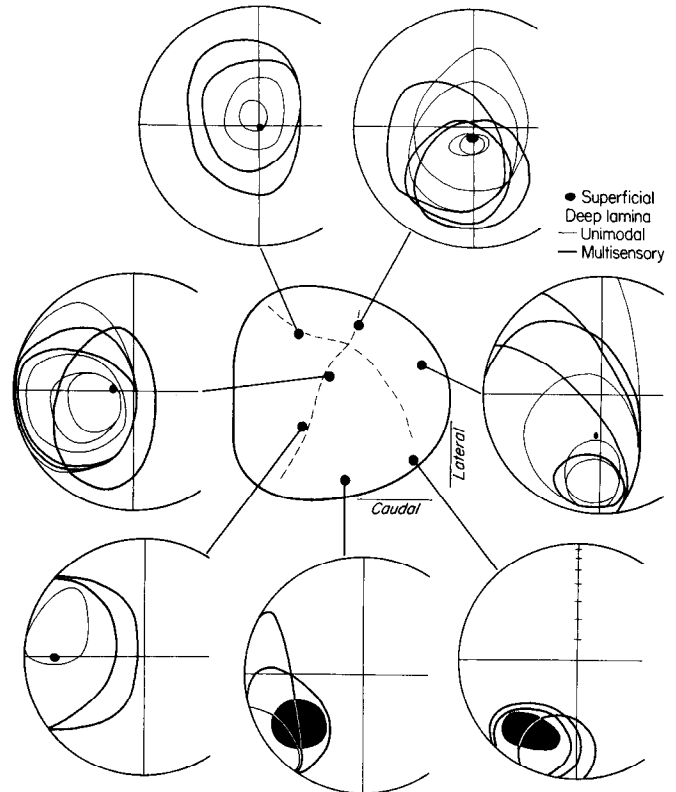 Superficial
Deep lamina
Unimodal
Multisensory
Lateral
Caudal